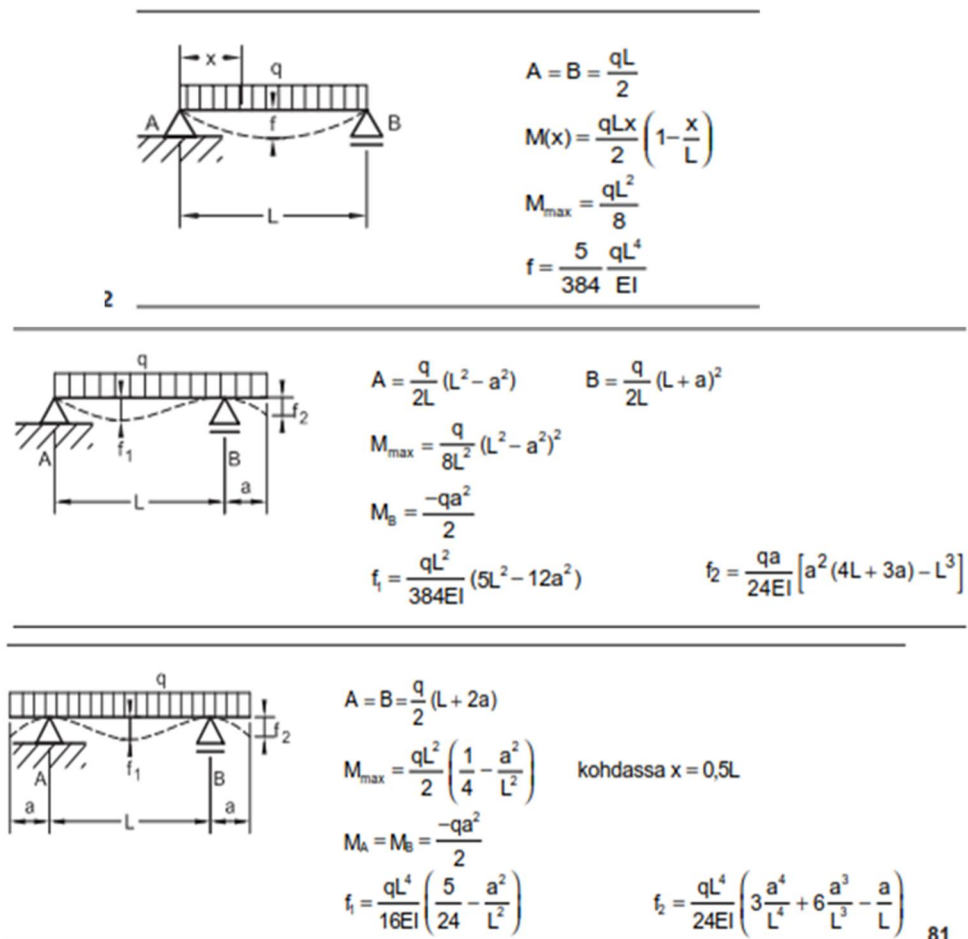 x
q
A f B
L
A = B = qL/2
M(x) = qLx/2 (1 - x/L)
M_max = qL²/8
f = 5/384 qL⁴/EI
2
q
f₂
A f₁ B
L a
A = q/2L (L² - a²) B = q/2L (L + a)²
M_max = q/8L² (L² - a²)²
M_B = -qa²/2
f₁ = qL²/384EI (5L² - 12a²) f₂ = qa/24EI [a² (4L + 3a) - L³]
q
f₂
A f₁ B
a L a
A = B = q/2 (L + 2a)
M_max = qL²/2 (1/4 - a²/L²) kohdassa x = 0,5L
M_A = M_B = -qa²/2
f₁ = qL⁴/16EI (5/24 - a²/L²) f₂ = qL⁴/24EI (3 a⁴/L⁴ + 6 a³/L³ - a/L)
81